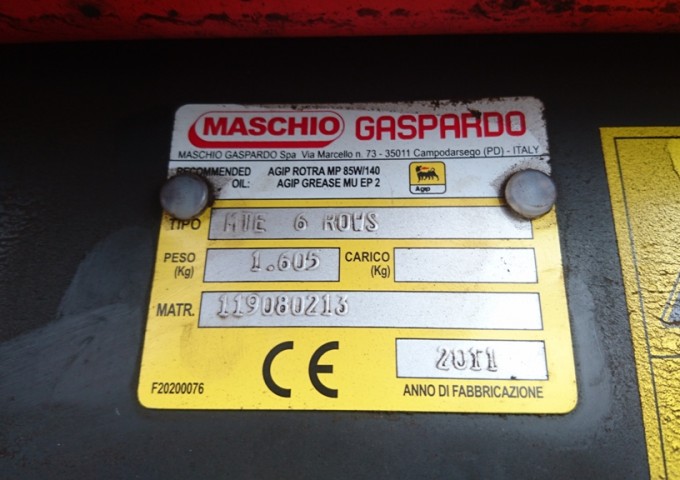 MASCHIO GASPARDO
MASCHIO GASPARDO Spa Via Marcello n. 73 - 35011 Campodarsego (PD) - ITALY
RECOMMENDED AGIP ROTRA MP 85W/140
OIL: AGIP GREASE MU EP 2
Agip
TIPO MTE 6 ROWS
PESO (Kg) 1.605 CARICO (Kg)
MATR. 119080213
CE 2011
F20200076 ANNO DI FABBRICAZIONE